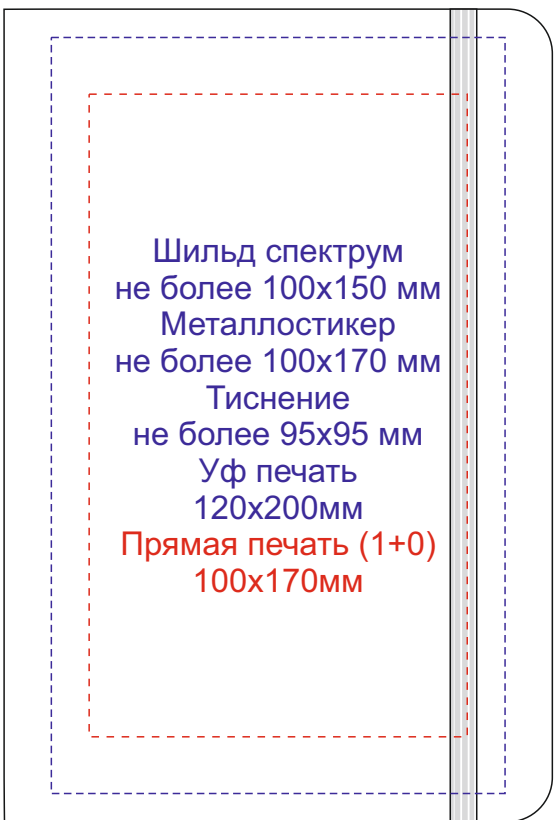 Шильд спектрум
не более 100х150 мм
Металлостикер
не более 100х170 мм
Тиснение
не более 95х95 мм
Уф печать
120х200мм
Прямая печать (1+0)
100х170мм